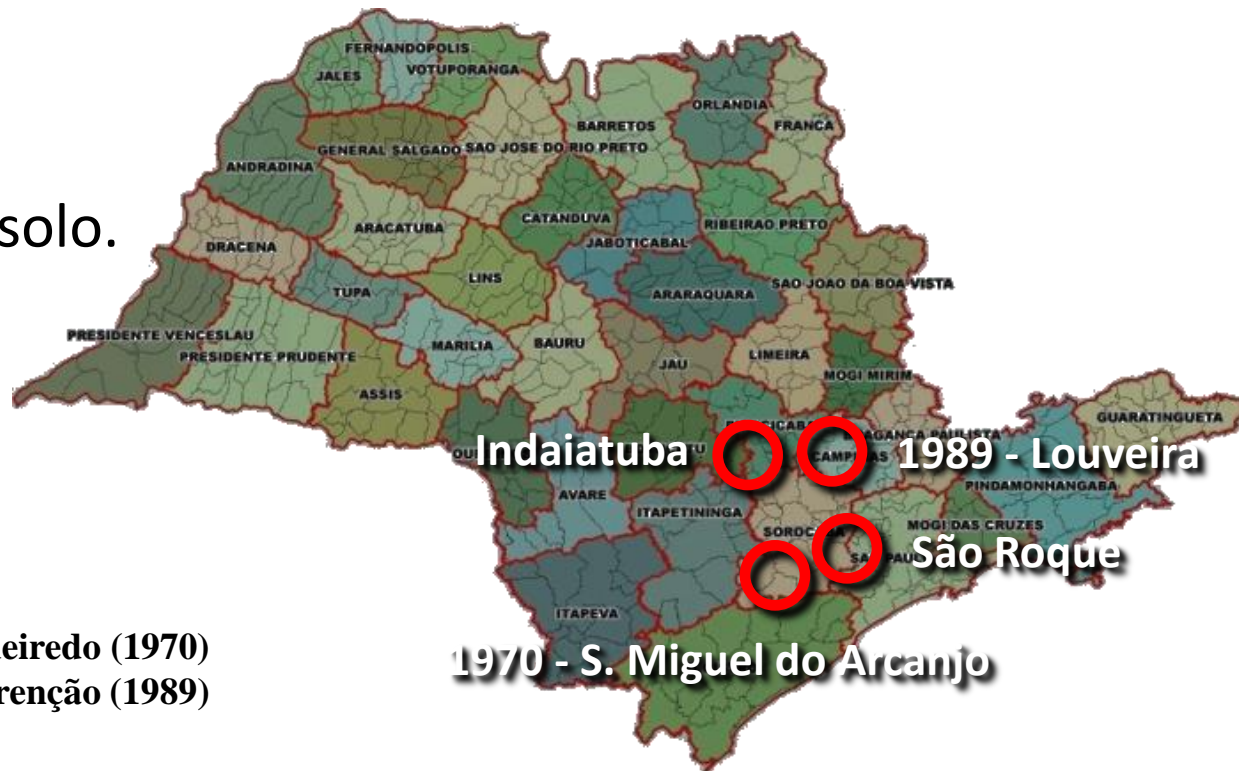 FERNANDOPOLIS
JALES
VOTUPORANGA
ORLANDIA
FRANCA
BARRETOS
GENERAL SALGADO
SAO JOSE DO RIO PRETO
ANDRADINA
CATANDUVA
RIBEIRAO PRETO
solo.
ARACATUBA
DRACENA
JABOTICABAL
LINS
SAO JOAO DA BOA VISTA
TUPA
ARARAQUARA
PRESIDENTE VENCESLAU
PRESIDENTE PRUDENTE
MARILIA
BAURU
JAU
LIMEIRA
MOGI MIRIM
ASSIS
GUARATINGUETA
PAULISTA
Indaiatuba
1989 - Louveira
PINDAMONHANGABA
AVARE
ITAPETININGA
MOGI DAS CRUZES
São Roque
ITAPEVA
eiredo (1970)
1970 - S. Miguel do Arcanjo
renção (1989)